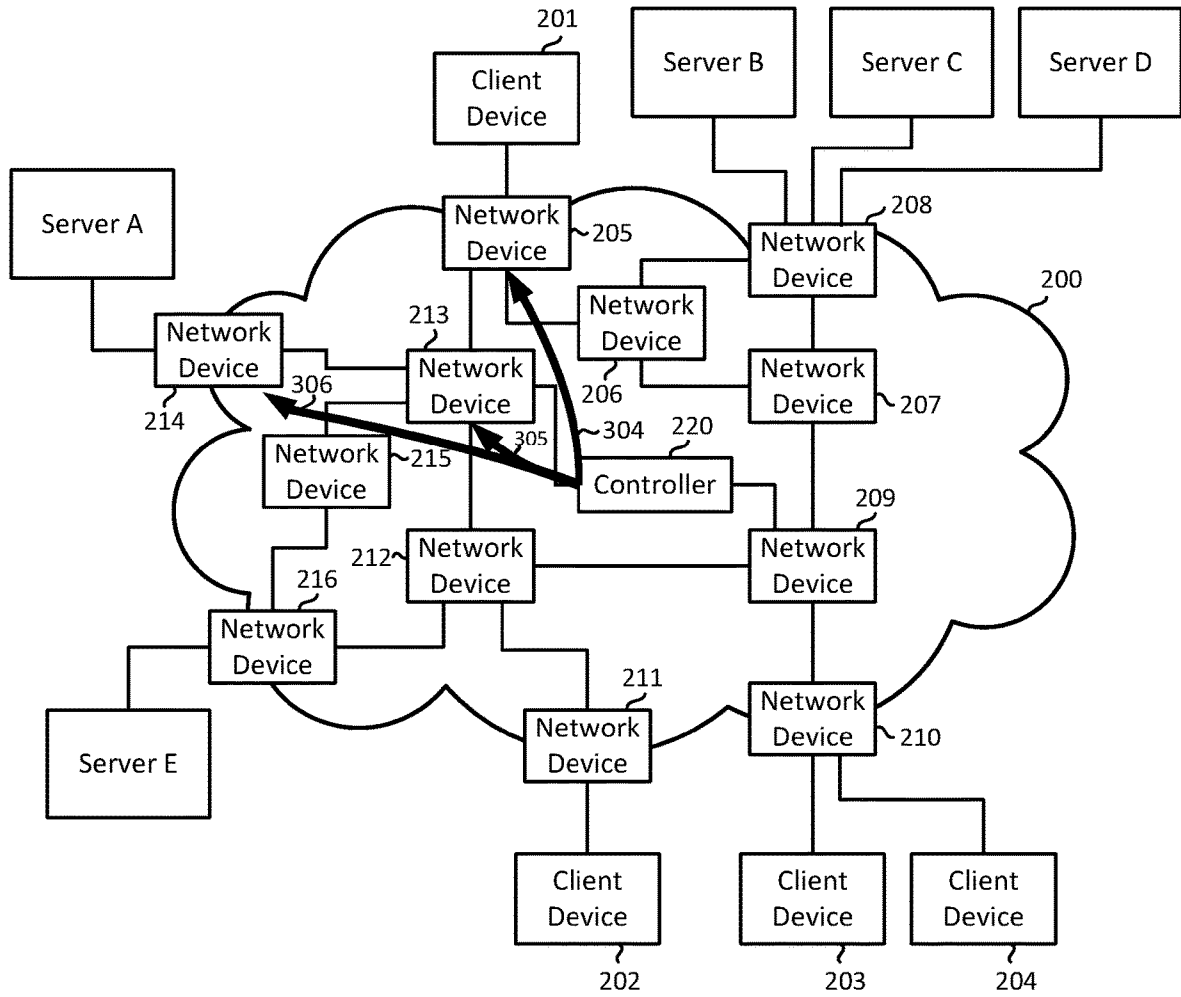 201
Client
Device
Server B
Server C
Server D
Server A
Network
Device
205
Network
Device
208
200
Network
Device
206
Network
Device
214
213
Network
Device
Network
Device
207
306
304
305
220
Controller
Network
Device
215
209
Network
Device
212
Network
Device
216
Network
Device
Server E
211
Network
Device
Network
Device
210
Client
Device
202
Client
Device
203
Client
Device
204